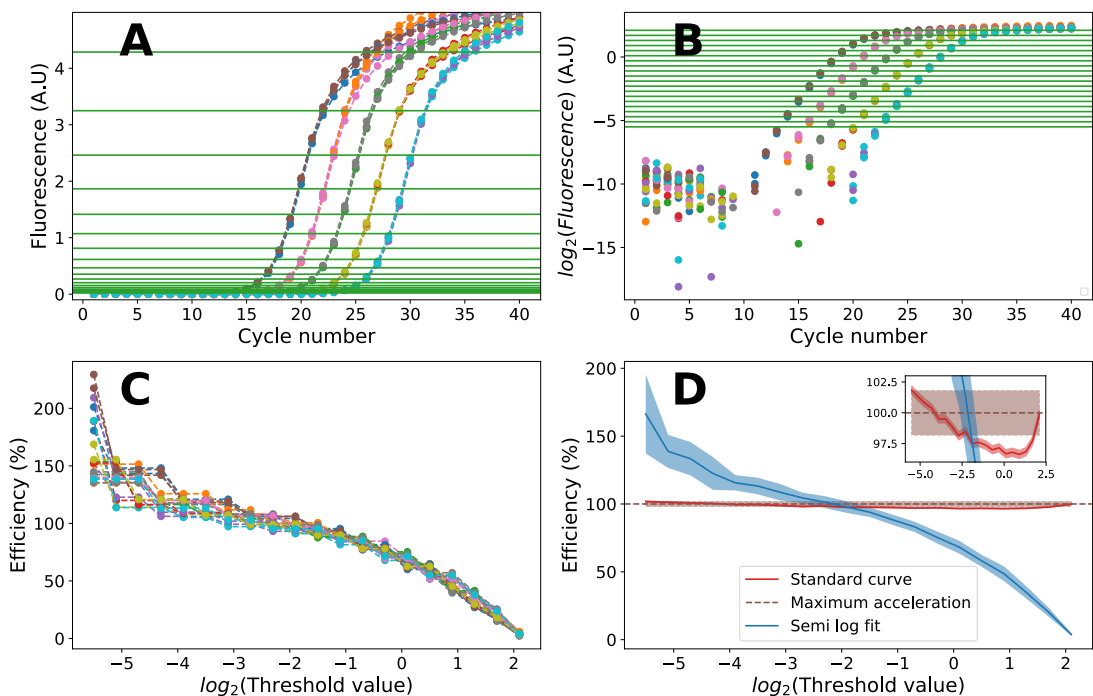 A
Fluorescence (A.U)
4
3
2
1
0
0 5 10 15 20 25 30 35 40
Cycle number
B
log2(Fluorescence) (A.U)
0
−5
−10
−15
0 5 10 15 20 25 30 35 40
Cycle number
C
Efficiency (%)
200
150
100
50
0
−5 −4 −3 −2 −1 0 1 2
log2(Threshold value)
D
Efficiency (%)
200
150
100
50
0
−5 −4 −3 −2 −1 0 1 2
log2(Threshold value)
102.5
100.0
97.5
−5.0 −2.5 0.0 2.5
Standard curve
Maximum acceleration
Semi log fit